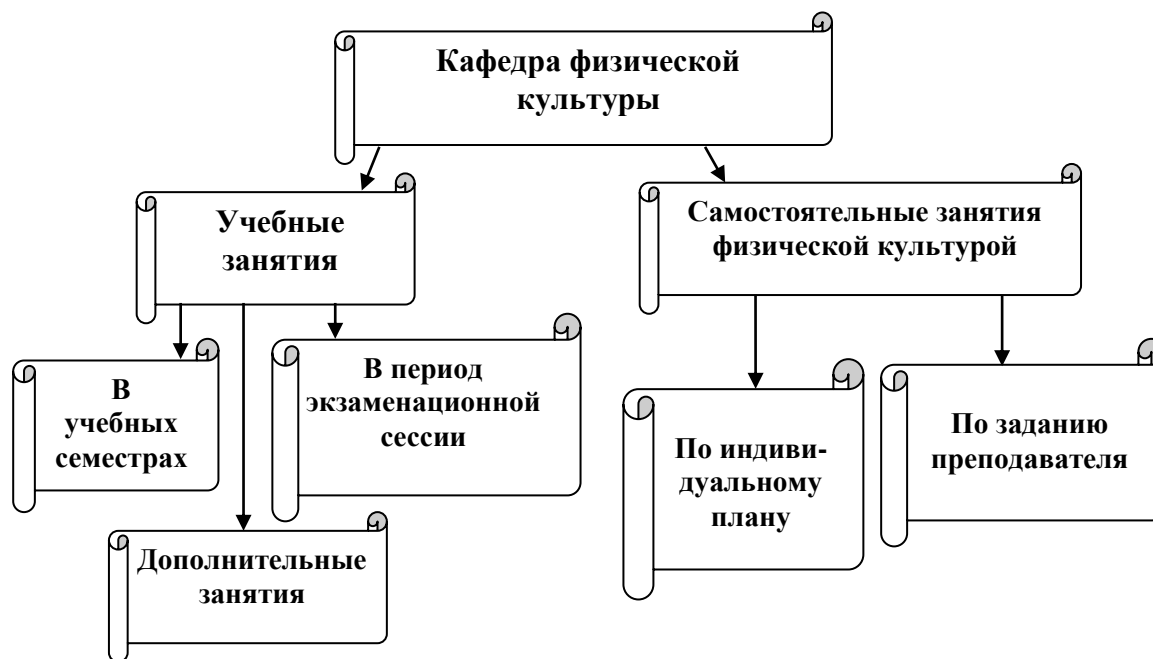 Кафедра физической
культуры
Учебные
занятия
Самостоятельные занятия
физической культурой
В
учебных
семестрах
В период
экзаменационной
сессии
По индиви-
дуальному
плану
По заданию
преподавателя
Дополнительные
занятия